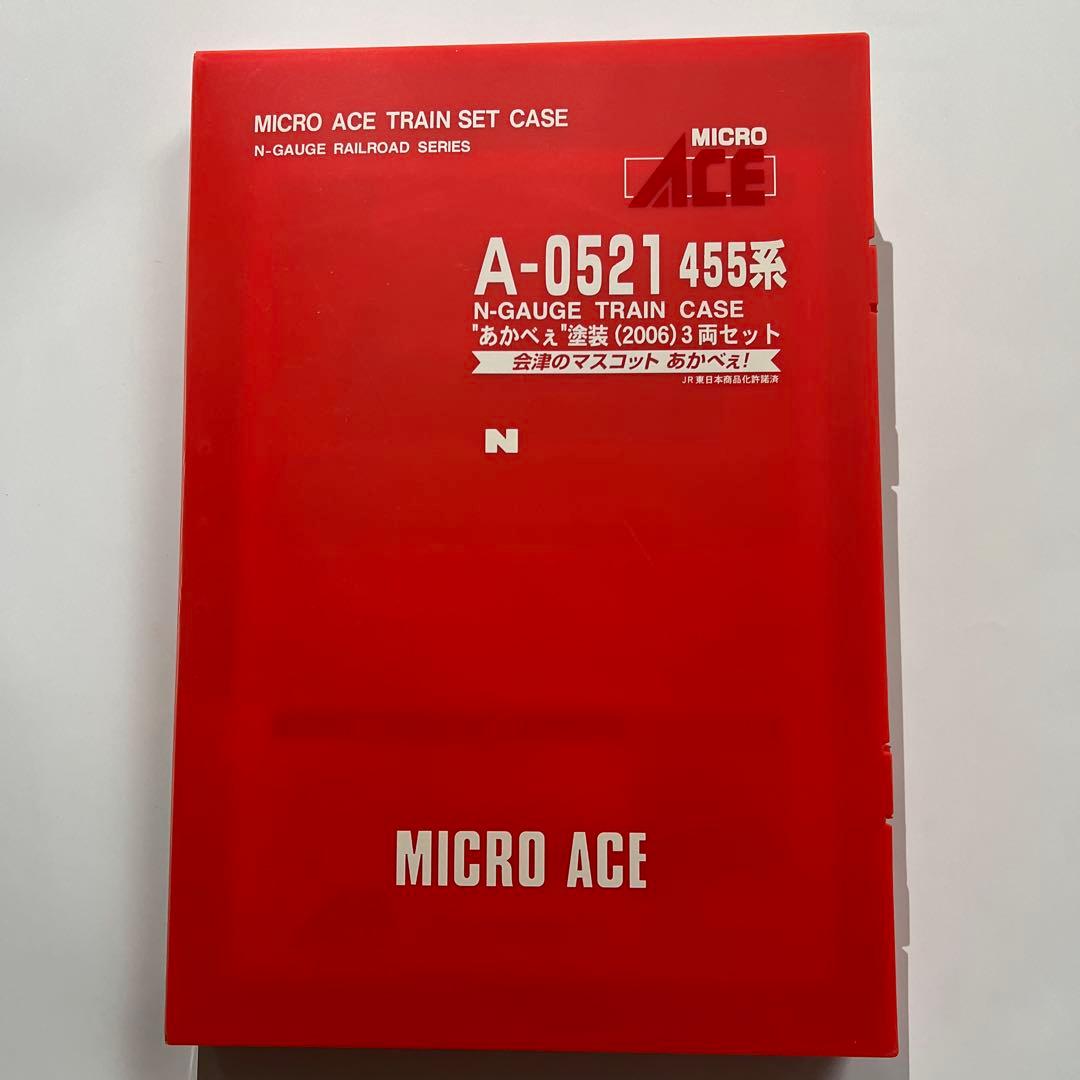 MICRO ACE TRAIN SET CASE
N-GAUGE RAILROAD SERIES
MICRO
ACE
A-0521 455系
N-GAUGE TRAIN CASE
"あかべぇ"塗装(2006)3両セット
会津のマスコット あかべぇ!
JR東日本商品化許諾済
N
MICRO ACE